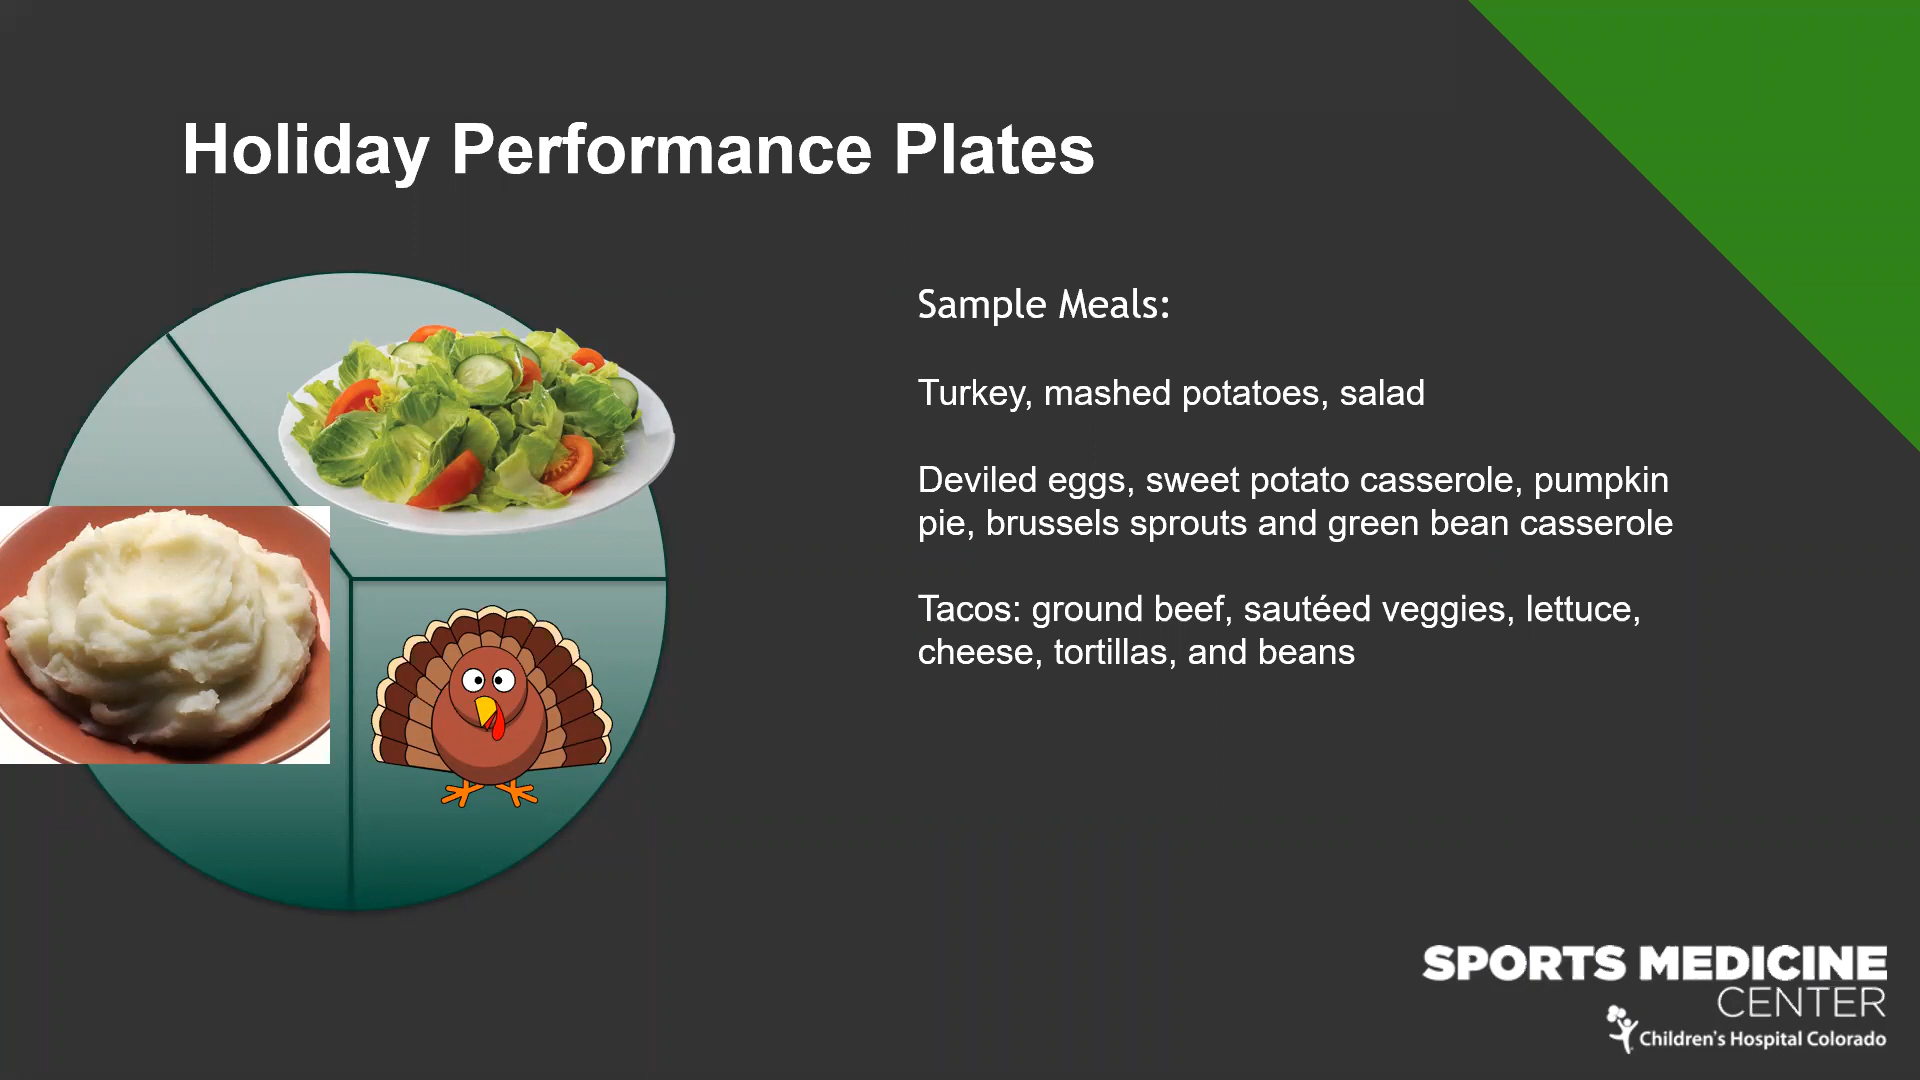 Holiday Performance Plates
Sample Meals:
Turkey, mashed potatoes, salad
Deviled eggs, sweet potato casserole, pumpkin
pie, brussels sprouts and green bean casserole
Tacos: ground beef, sautéed veggies, lettuce,
cheese, tortillas, and beans
SPORTS MEDICINE
CENTER
Children's Hospital Colorado